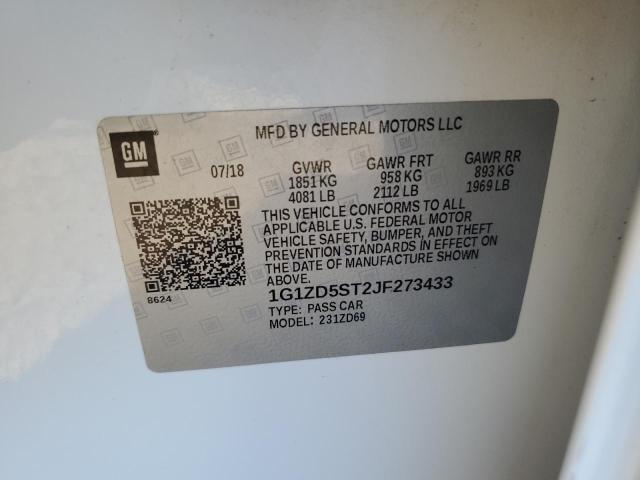 GM
MFD BY GENERAL MOTORS LLC
07/18 GVWR GAWR FRT GAWR RR
1851 KG 958 KG 893 KG
4081 LB 2112 LB 1969 LB
THIS VEHICLE CONFORMS TO ALL
APPLICABLE U.S. FEDERAL MOTOR
VEHICLE SAFETY, BUMPER, AND THEFT
PREVENTION STANDARDS IN EFFECT ON
THE DATE OF MANUFACTURE SHOWN
ABOVE.
8624
1G1ZD5ST2JF273433
TYPE: PASS CAR
MODEL: 231ZD69